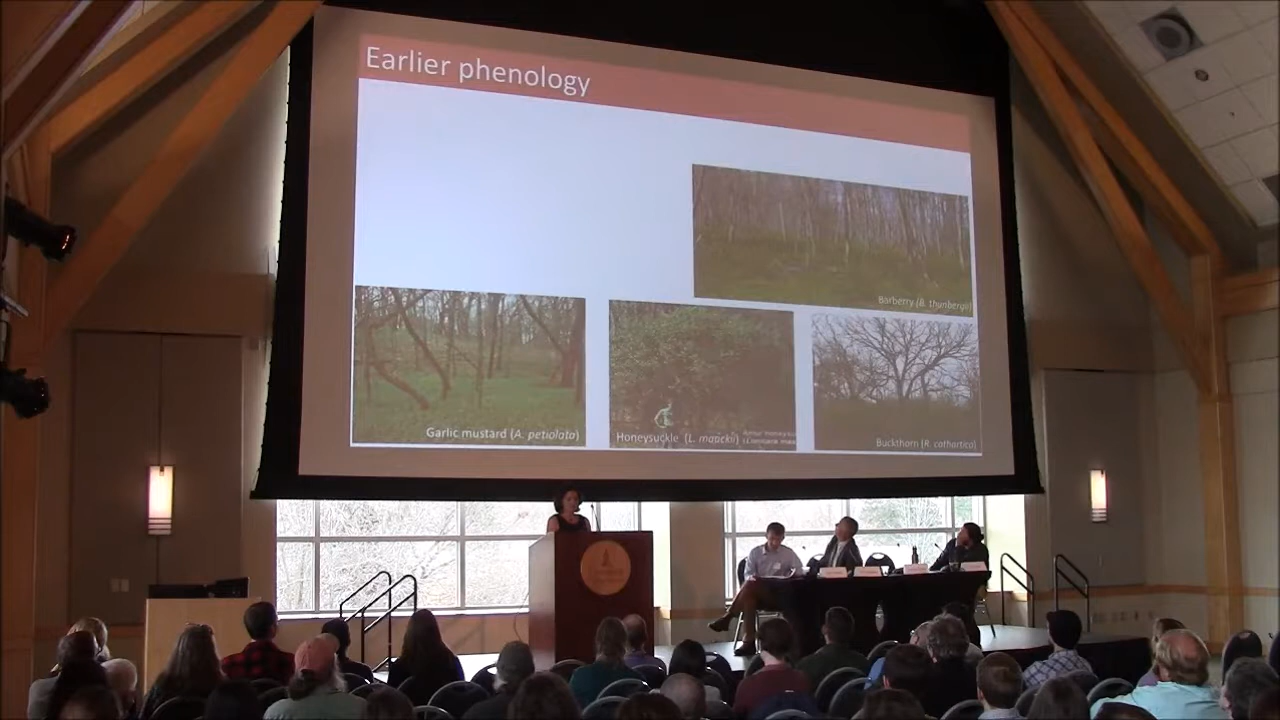 Earlier phenology
Barberry (B. thunbergii)
Garlic mustard (A. petiolata)
Honeysuckle (L. maackii)
Buckthorn (R. cathartica)